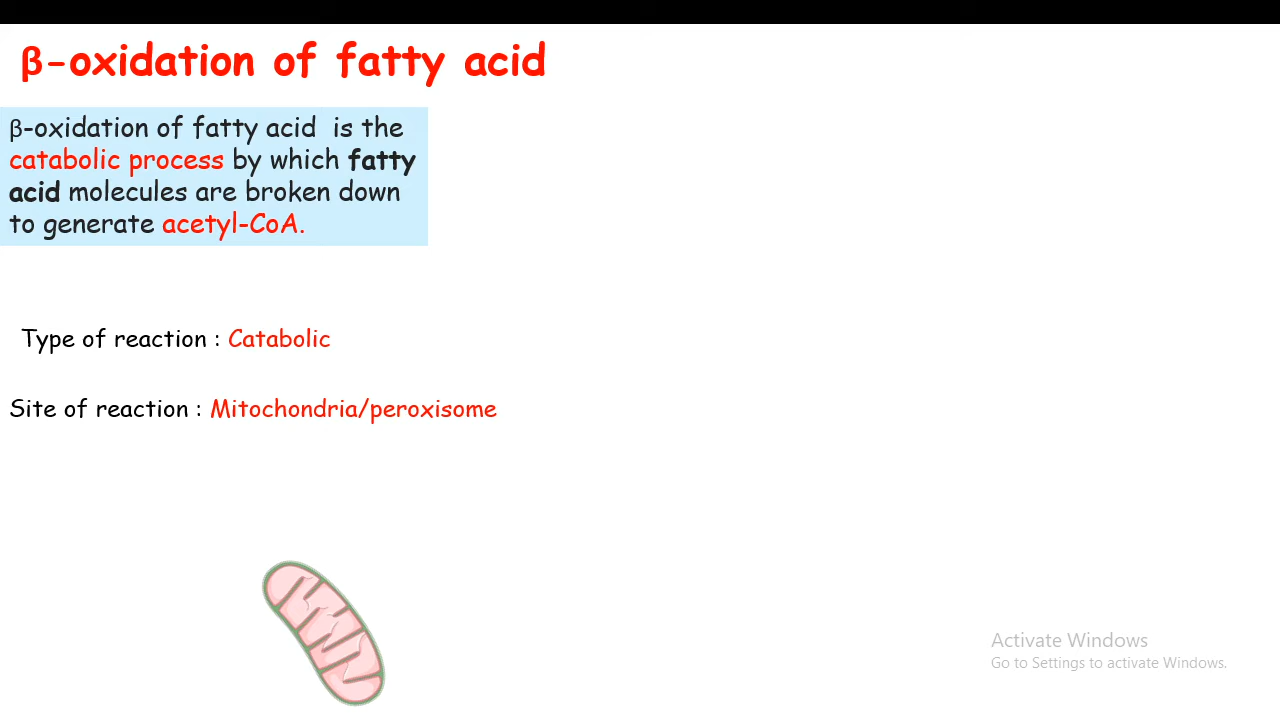 β-oxidation of fatty acid
β-oxidation of fatty acid  is the
catabolic process by which fatty
acid molecules are broken down
to generate acetyl-CoA.
Type of reaction : Catabolic
Site of reaction : Mitochondria/peroxisome
Activate Windows
Go to Settings to activate Windows.